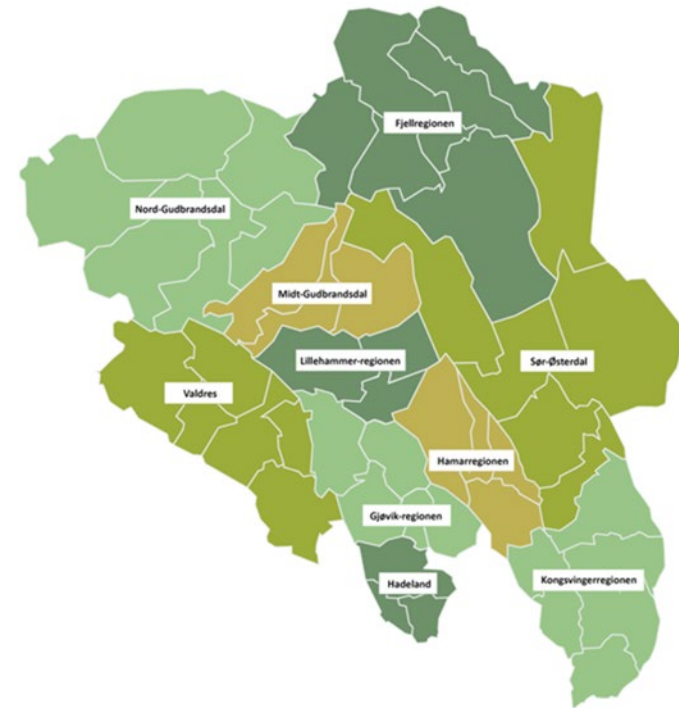 Fjellregionen
Nord-Gudbrandsdal
Midt-Gudbrandsdal
Lillehammer-regionen
Sør-Østerdal
Valdres
Hamarregionen
Gjøvik-regionen
Hadeland
Kongsvingerregionen